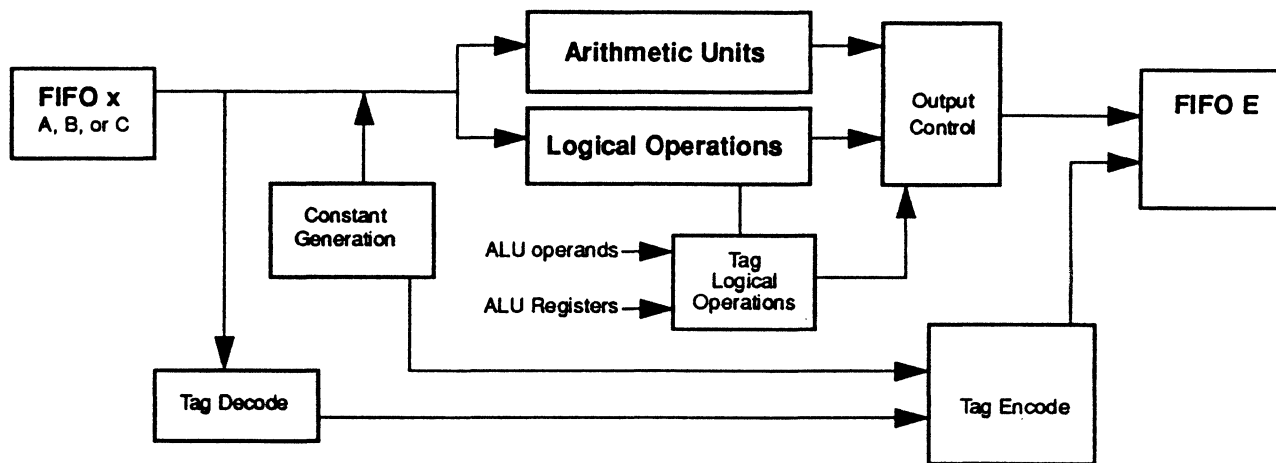 FIFO x
A, B, or C
Arithmetic Units
Logical Operations
Output
Control
FIFO E
Constant
Generation
ALU operands
ALU Registers
Tag
Logical
Operations
Tag Decode
Tag Encode